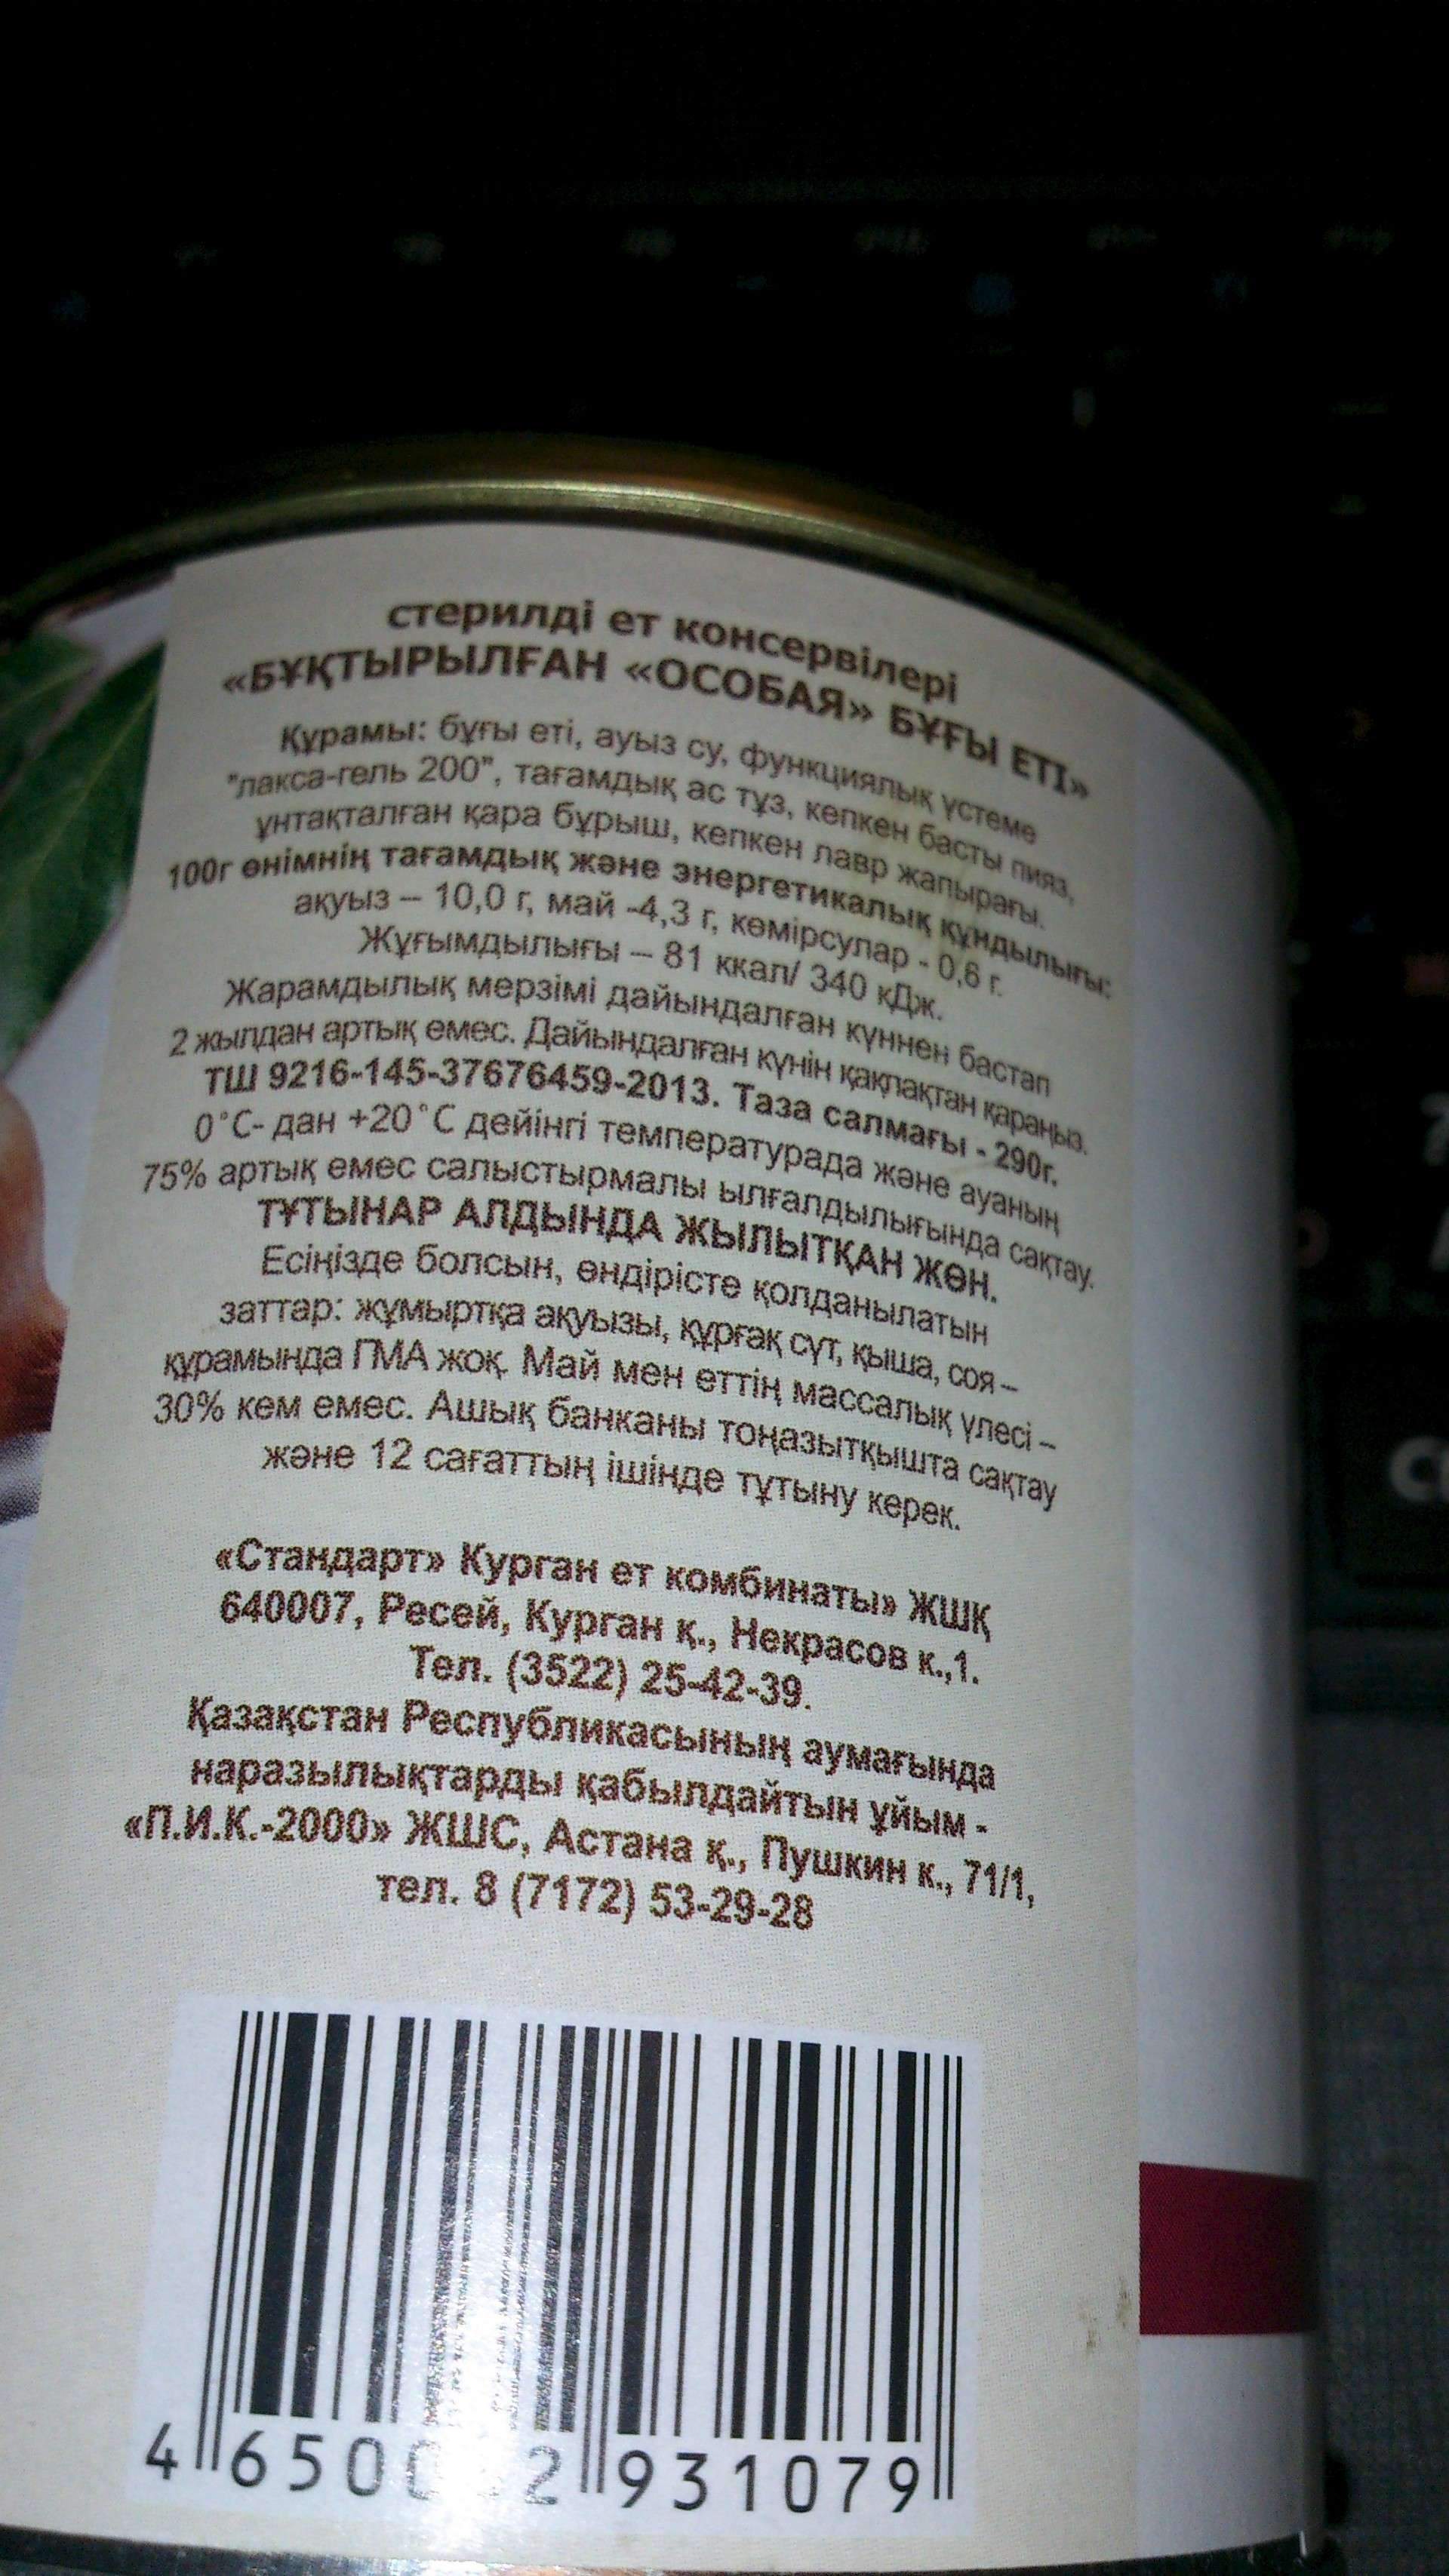 стерилді ет консервілері
«БҰҚТЫРЫЛҒАН «ОСОБАЯ» БҰҒЫ ЕТІ»
Құрамы: бұғы еті, ауыз су, функциялық үстеме
"лакса-гель 200", тағамдық ас тұз, кепкен басты пияз,
ұнтақталған қара бұрыш, кепкен лавр жапырағы.
100г өнімнің тағамдық және энергетикалық құндылығы:
ақуыз – 10,0 г, май -4,3 г, көмірсулар - 0,6 г.
Жұғымдылығы – 81 ккал/ 340 кДж.
Жарамдылық мерзімі дайындалған күннен бастап
2 жылдан артық емес. Дайындалған күнін қақпақтан қараңыз.
ТШ 9216-145-37676459-2013. Таза салмағы - 290г.
0°С- дан +20°С дейінгі температурада және ауаның
75% артық емес салыстырмалы ылғалдылығында сақтау.
ТҰТЫНАР АЛДЫНДА ЖЫЛЫТҚАН ЖӨН.
Есіңізде болсын, өндірісте қолданылатын
заттар: жұмыртқа ақуызы, құрғақ сүт, қыша, соя –
құрамында ГМА жоқ. Май мен еттің массалық үлесі –
30% кем емес. Ашық банканы тоңазытқышта сақтау
және 12 сағаттың ішінде тұтыну керек.
«Стандарт» Курган ет комбинаты» ЖШҚ
640007, Ресей, Курган қ., Некрасов к.,1.
Тел. (3522) 25-42-39.
Қазақстан Республикасының аумағында
наразылықтарды қабылдайтын ұйым -
«П.И.К.-2000» ЖШС, Астана қ., Пушкин к., 71/1,
тел. 8 (7172) 53-29-28
4 650 2 931079